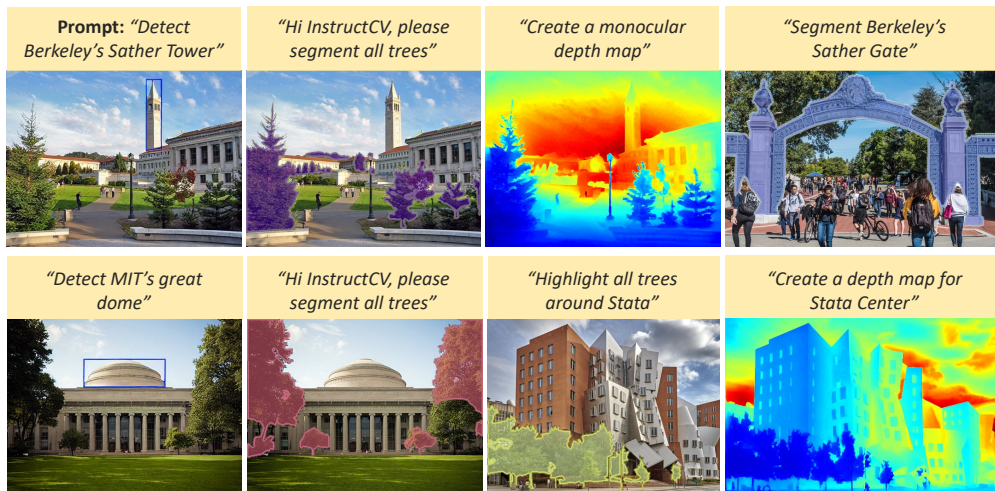 Prompt: “Detect
Berkeley’s Sather Tower”
“Hi InstructCV, please
segment all trees”
“Create a monocular
depth map”
“Segment Berkeley’s
Sather Gate”
“Detect MIT’s great
dome”
“Hi InstructCV, please
segment all trees”
“Highlight all trees
around Stata”
“Create a depth map for
Stata Center”